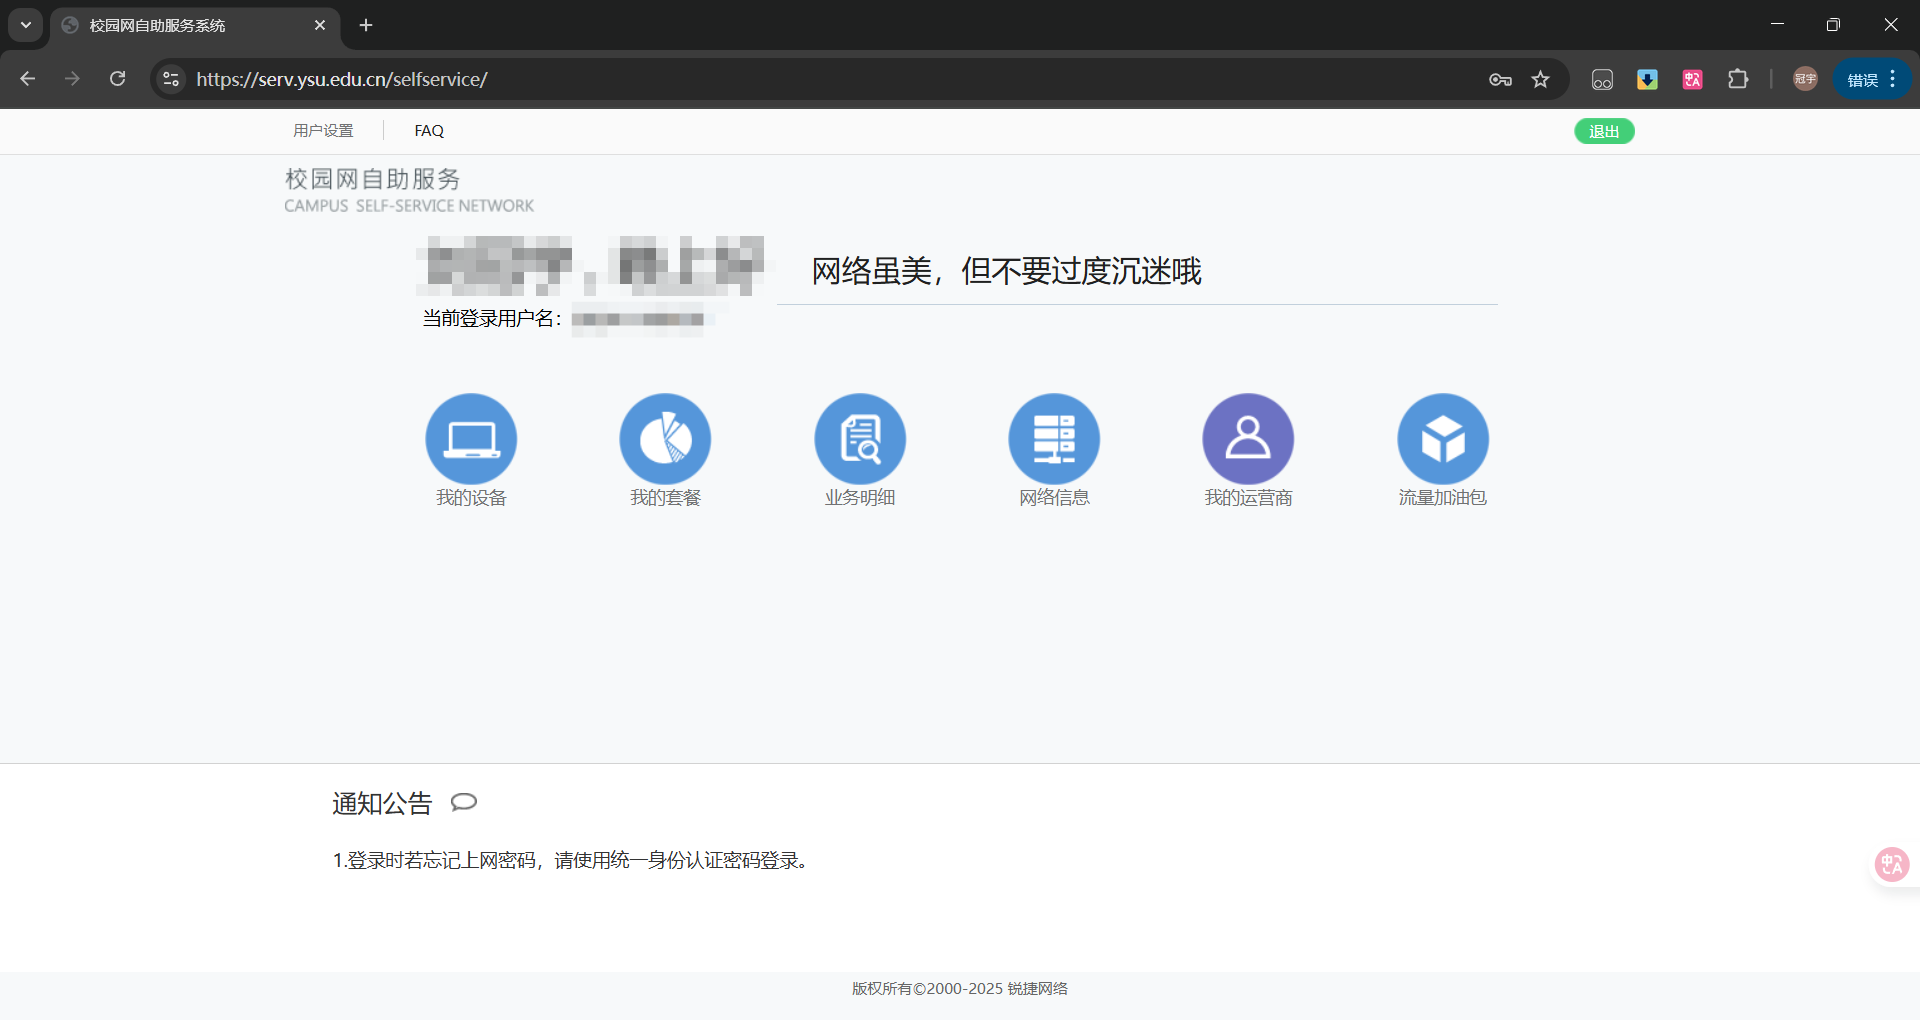 校园网自助服务系统
https://serv.ysu.edu.cn/selfservice/
冠宇
错误
用户设置
FAQ
退出
校园网自助服务
CAMPUS SELF-SERVICE NETWORK
网络虽美，但不要过度沉迷哦
当前登录用户名：
我的设备
我的套餐
业务明细
网络信息
我的运营商
流量加油包
通知公告
1.登录时若忘记上网密码，请使用统一身份认证密码登录。
版权所有©2000-2025 锐捷网络